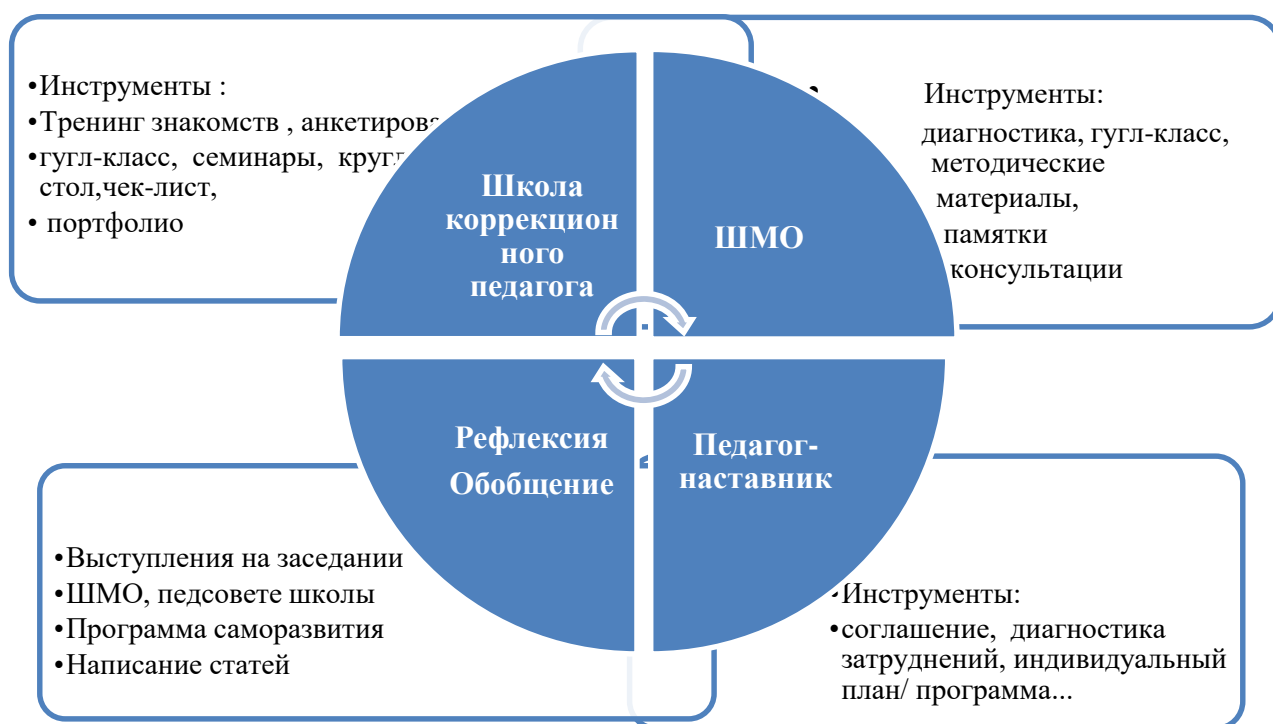 •Инструменты :
•Тренинг знакомств , анкетирова
•гугл-класс, семинары, кругл
стол,чек-лист,
• портфолио
Школа
коррекцион
ного
педагога
ШМО
Инструменты:
диагностика, гугл-класс,
методические
материалы,
памятки
консультации
Рефлексия
Обобщение
Педагог-
наставник
•Выступления на заседании
•ШМО, педсовете школы
•Программа саморазвития
•Написание статей
•Инструменты:
•соглашение, диагностика
затруднений, индивидуальный
план/ программа...